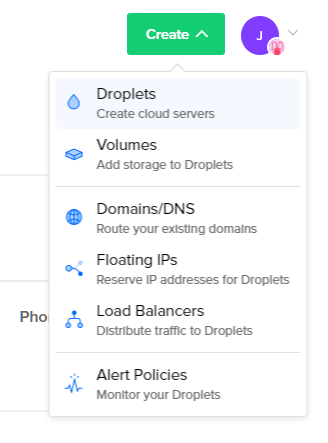 Create
J
Droplets
Create cloud servers
Volumes
Add storage to Droplets
Domains/DNS
Route your existing domains
Floating IPs
Reserve IP addresses for Droplets
Pho
Load Balancers
Distribute traffic to Droplets
Alert Policies
Monitor your Droplets